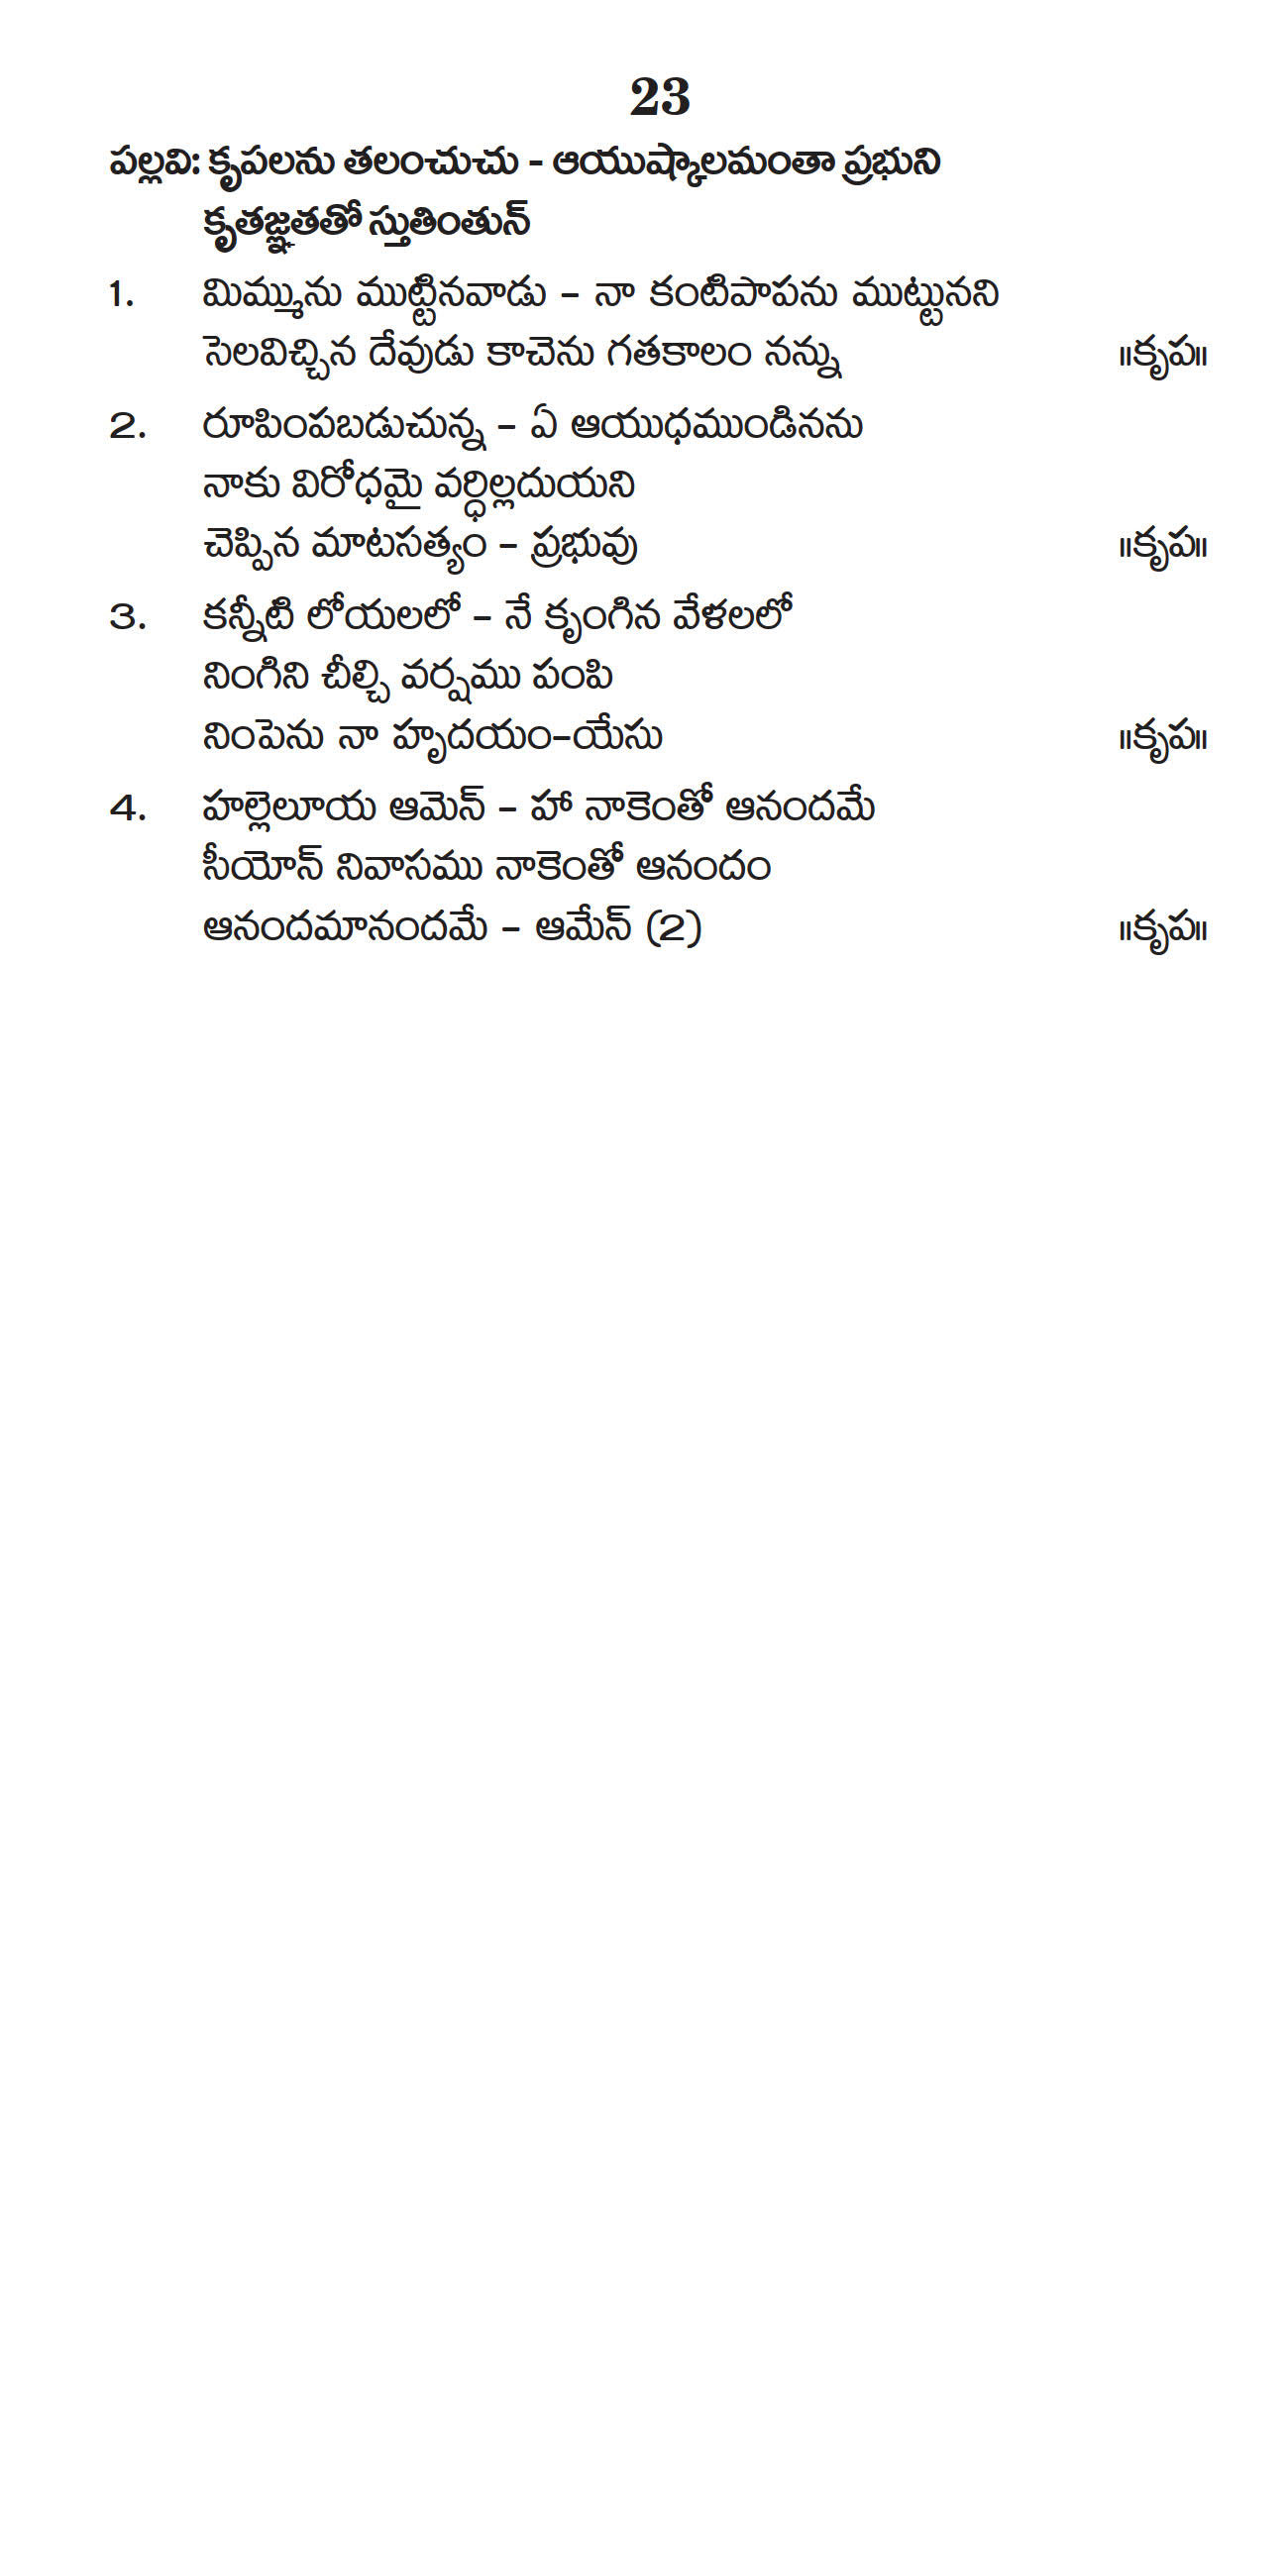 23
పల్లవి: కృపలను తలంచుచు - ఆయుష్కాలమంతా ప్రభుని
కృతజ్ఞతతో స్తుతింతున్
1. మిమ్మును ముట్టినవాడు - నా కంటిపాపను ముట్టునని
సెలవిచ్చిన దేవుడు కాచెను గతకాలం నన్ను ॥కృప॥
2. రూపింపబడుచున్న - ఏ ఆయుధముండినను
నాకు విరోధమై వర్ధిల్లదుయని
చెప్పిన మాటసత్యం - ప్రభువు ॥కృప॥
3. కన్నీటి లోయలలో - నే కృంగిన వేళలలో
నింగిని చీల్చి వర్షము పంపి
నింపెను నా హృదయం-యేసు ॥కృప॥
4. హల్లెలూయ ఆమెన్ - హా నాకెంతో ఆనందమే
సీయోన్ నివాసము నాకెంతో ఆనందం
ఆనందమానందమే - ఆమేన్ (2) ॥కృప॥